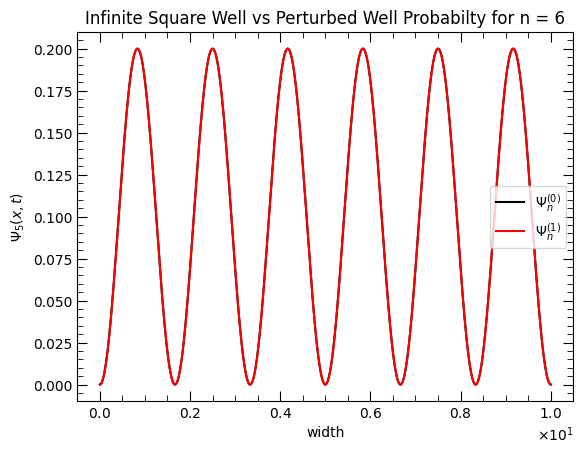 Infinite Square Well vs Perturbed Well Probabilty for n = 6
0.200
0.175
0.150
0.125
0.100
0.075
0.050
0.025
0.000
Ψ₅(x, t)
Ψₙ⁽⁰⁾
Ψₙ⁽¹⁾
0.0 0.2 0.4 0.6 0.8 1.0
width
×10¹